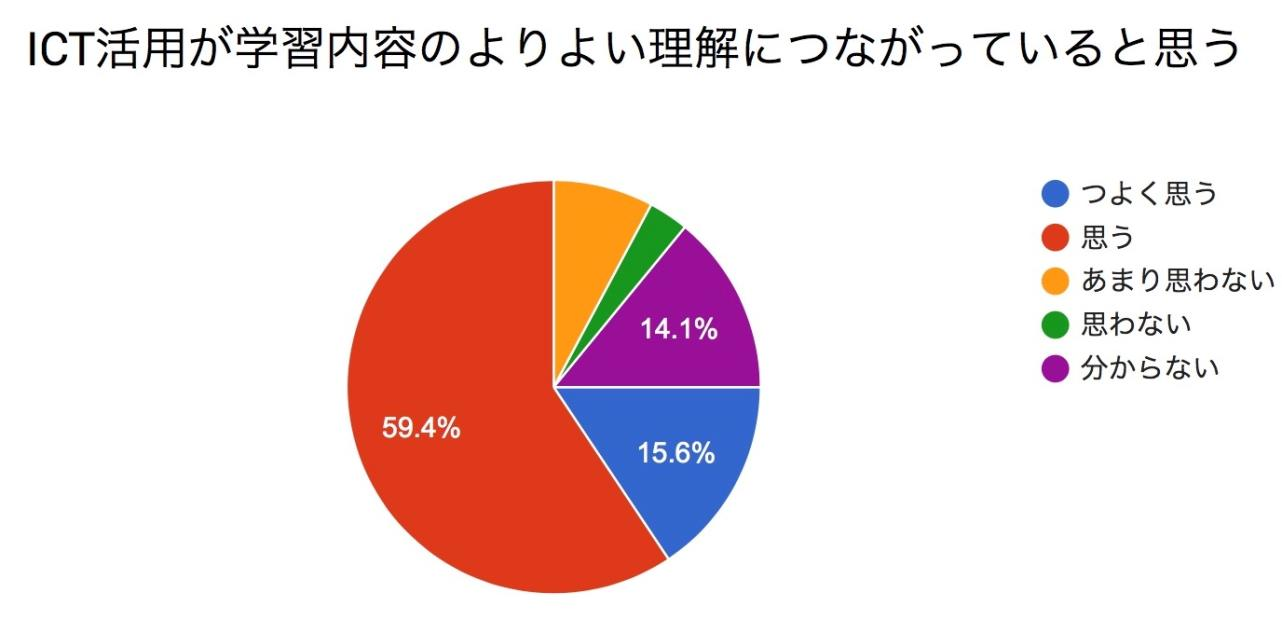 ICT活用が学習内容のよりよい理解につながっていると思う
つよく思う
思う
あまり思わない
思わない
分からない
14.1%
59.4%
15.6%